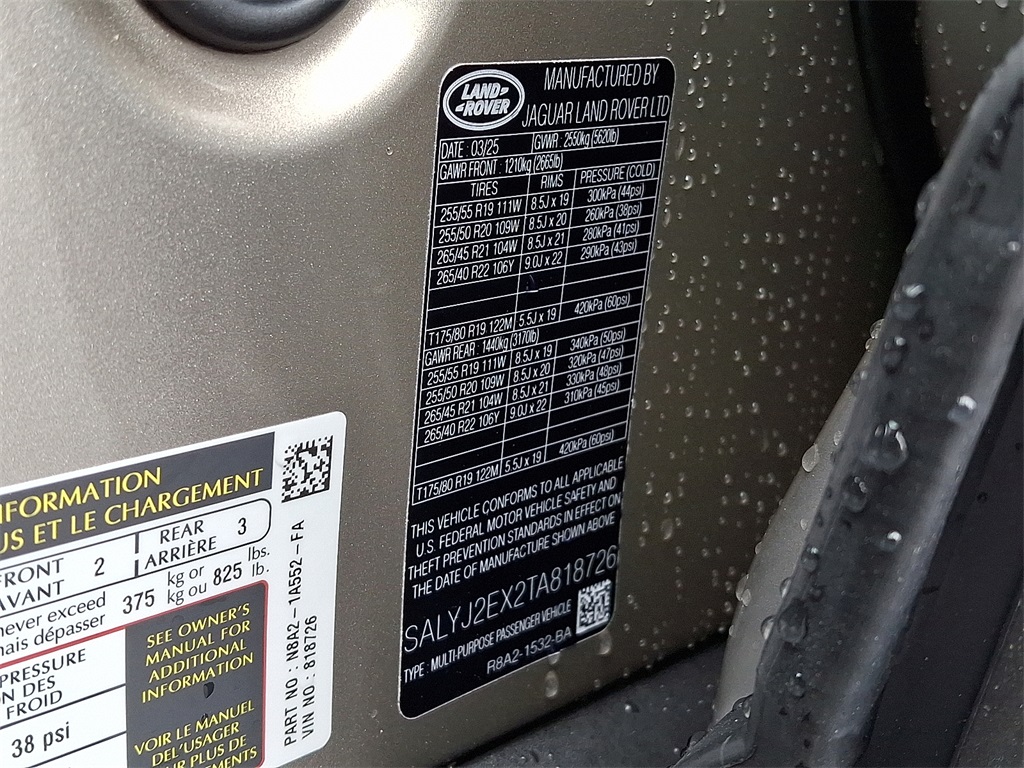 LAND-
-ROVER
MANUFACTURED BY
JAGUAR LAND ROVER LTD
DATE : 03/25 GVWR : 2550kg (5620lb)
GAWR FRONT : 1210kg (2665lb)
TIRES RIMS PRESSURE (COLD)
255/55 R19 111W 8.5J x 19 300kPa (44psi)
255/50 R20 109W 8.5J x 20 260kPa (38psi)
265/45 R21 104W 8.5J x 21 280kPa (41psi)
265/40 R22 106Y 9.0J x 22 290kPa (43psi)
T175/80 R19 122M 5.5J x 19 420kPa (60psi)
GAWR REAR : 1440kg (3170lb)
255/55 R19 111W 8.5J x 19 340kPa (50psi)
255/50 R20 109W 8.5J x 20 320kPa (47psi)
265/45 R21 104W 8.5J x 21 330kPa (48psi)
265/40 R22 106Y 9.0J x 22 310kPa (45psi)
T175/80 R19 122M 5.5J x 19 420kPa (60psi)
THIS VEHICLE CONFORMS TO ALL APPLICABLE
U.S. FEDERAL MOTOR VEHICLE SAFETY AND
THEFT PREVENTION STANDARDS IN EFFECT ON
THE DATE OF MANUFACTURE SHOWN ABOVE
SALYJ2EX2TA818726
TYPE : MULTI-PURPOSE PASSENGER VEHICLE
R8A2-1532-BA
NFORMATION
US ET LE CHARGEMENT
FRONT 2 REAR 3
AVANT ARRIÈRE
never exceed 375 kg or 825 lbs.
mais dépasser kg ou lb.
PRESSURE
ON DES
FROID
38 psi
SEE OWNER'S
MANUAL FOR
ADDITIONAL
INFORMATION
VOIR LE MANUEL
DEL'USAGER
UR PLUS DE
EMENTS
PART NO : N8A2-1A552-FA
VIN NO : 818726